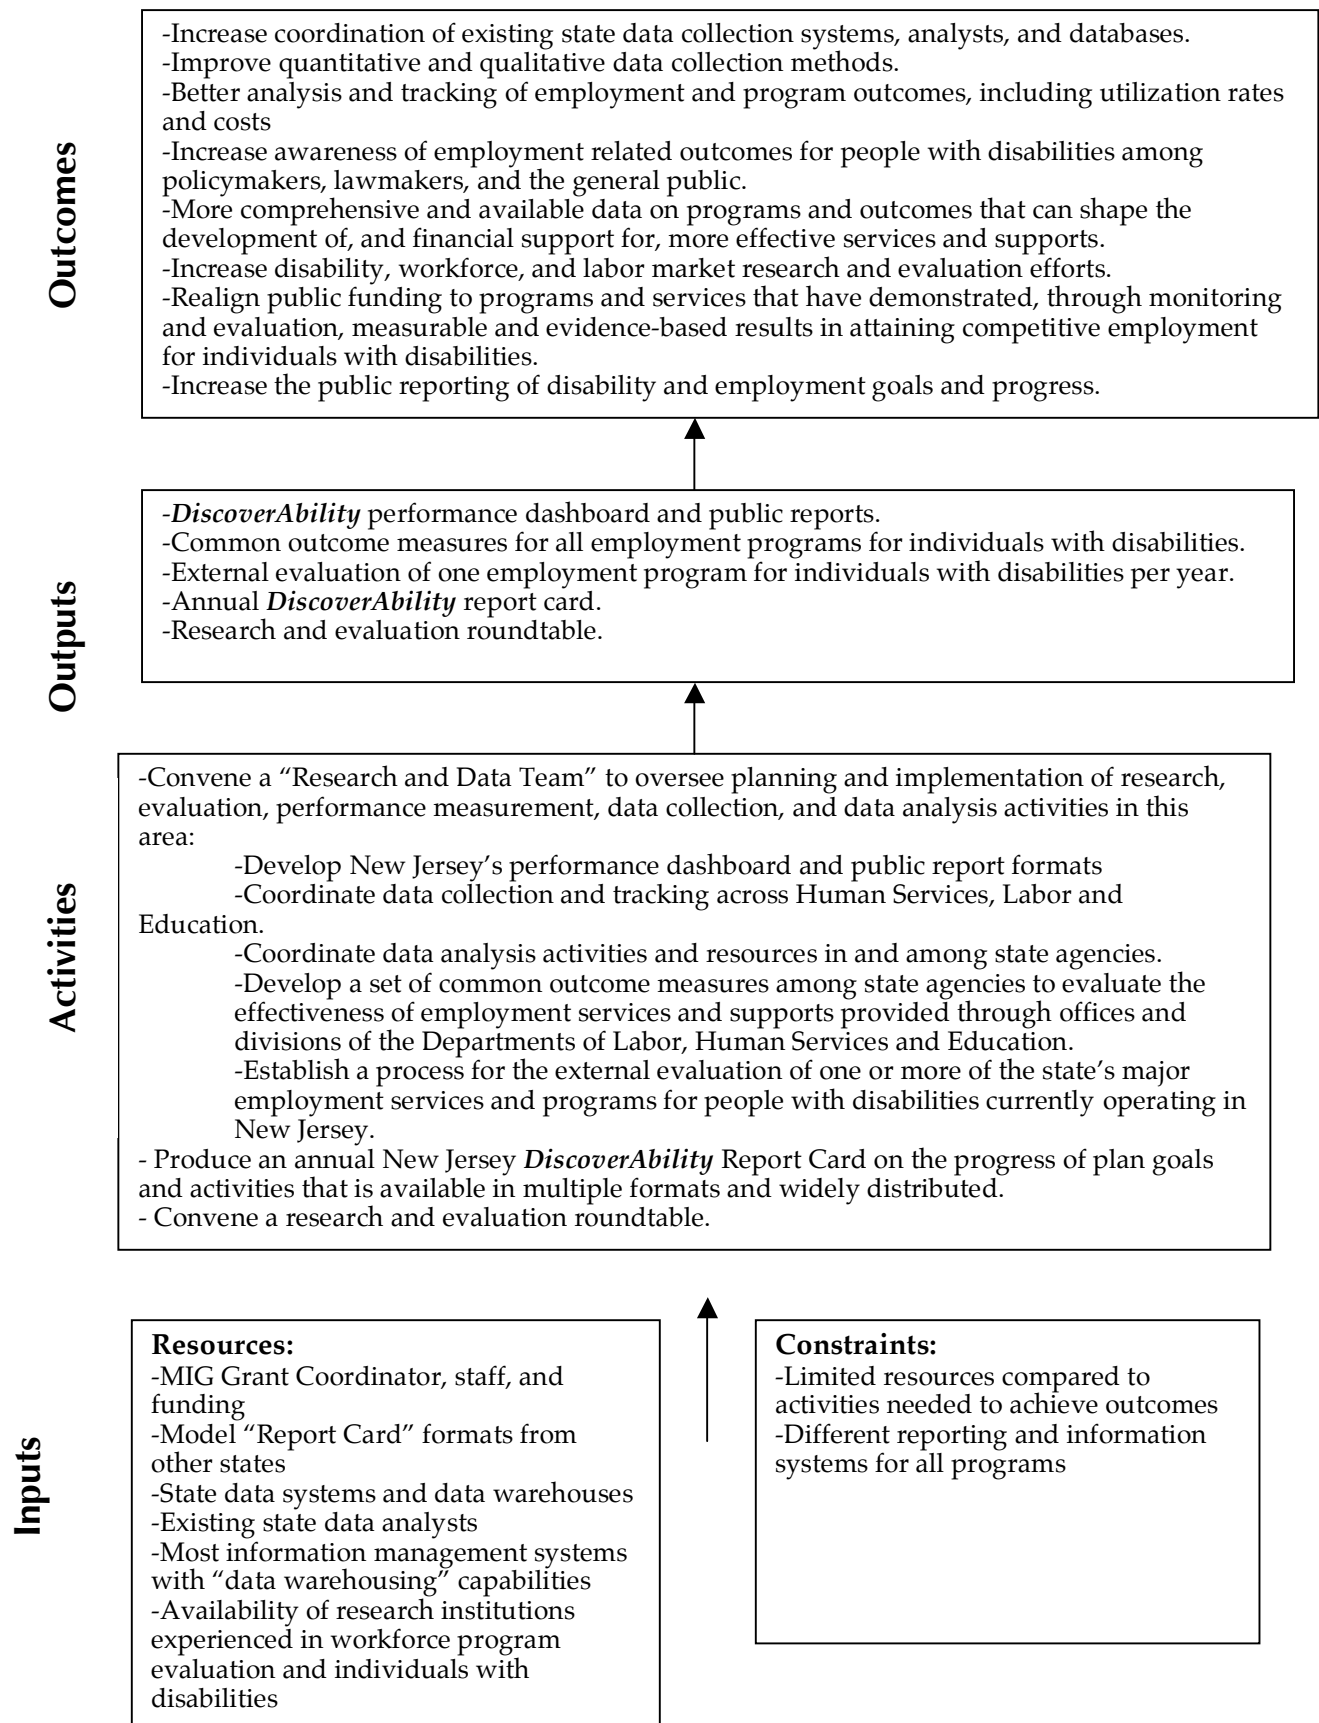 Outcomes
-Increase coordination of existing state data collection systems, analysts, and databases.
-Improve quantitative and qualitative data collection methods.
-Better analysis and tracking of employment and program outcomes, including utilization rates
and costs
-Increase awareness of employment related outcomes for people with disabilities among
policymakers, lawmakers, and the general public.
-More comprehensive and available data on programs and outcomes that can shape the
development of, and financial support for, more effective services and supports.
-Increase disability, workforce, and labor market research and evaluation efforts.
-Realign public funding to programs and services that have demonstrated, through monitoring
and evaluation, measurable and evidence-based results in attaining competitive employment
for individuals with disabilities.
-Increase the public reporting of disability and employment goals and progress.
Outputs
-DiscoverAbility performance dashboard and public reports.
-Common outcome measures for all employment programs for individuals with disabilities.
-External evaluation of one employment program for individuals with disabilities per year.
-Annual DiscoverAbility report card.
-Research and evaluation roundtable.
Activities
-Convene a “Research and Data Team” to oversee planning and implementation of research,
evaluation, performance measurement, data collection, and data analysis activities in this
area:
-Develop New Jersey’s performance dashboard and public report formats
-Coordinate data collection and tracking across Human Services, Labor and
Education.
-Coordinate data analysis activities and resources in and among state agencies.
-Develop a set of common outcome measures among state agencies to evaluate the
effectiveness of employment services and supports provided through offices and
divisions of the Departments of Labor, Human Services and Education.
-Establish a process for the external evaluation of one or more of the state’s major
employment services and programs for people with disabilities currently operating in
New Jersey.
- Produce an annual New Jersey DiscoverAbility Report Card on the progress of plan goals
and activities that is available in multiple formats and widely distributed.
- Convene a research and evaluation roundtable.
Inputs
Resources:
-MIG Grant Coordinator, staff, and
funding
-Model “Report Card” formats from
other states
-State data systems and data warehouses
-Existing state data analysts
-Most information management systems
with “data warehousing” capabilities
-Availability of research institutions
experienced in workforce program
evaluation and individuals with
disabilities
Constraints:
-Limited resources compared to
activities needed to achieve outcomes
-Different reporting and information
systems for all programs